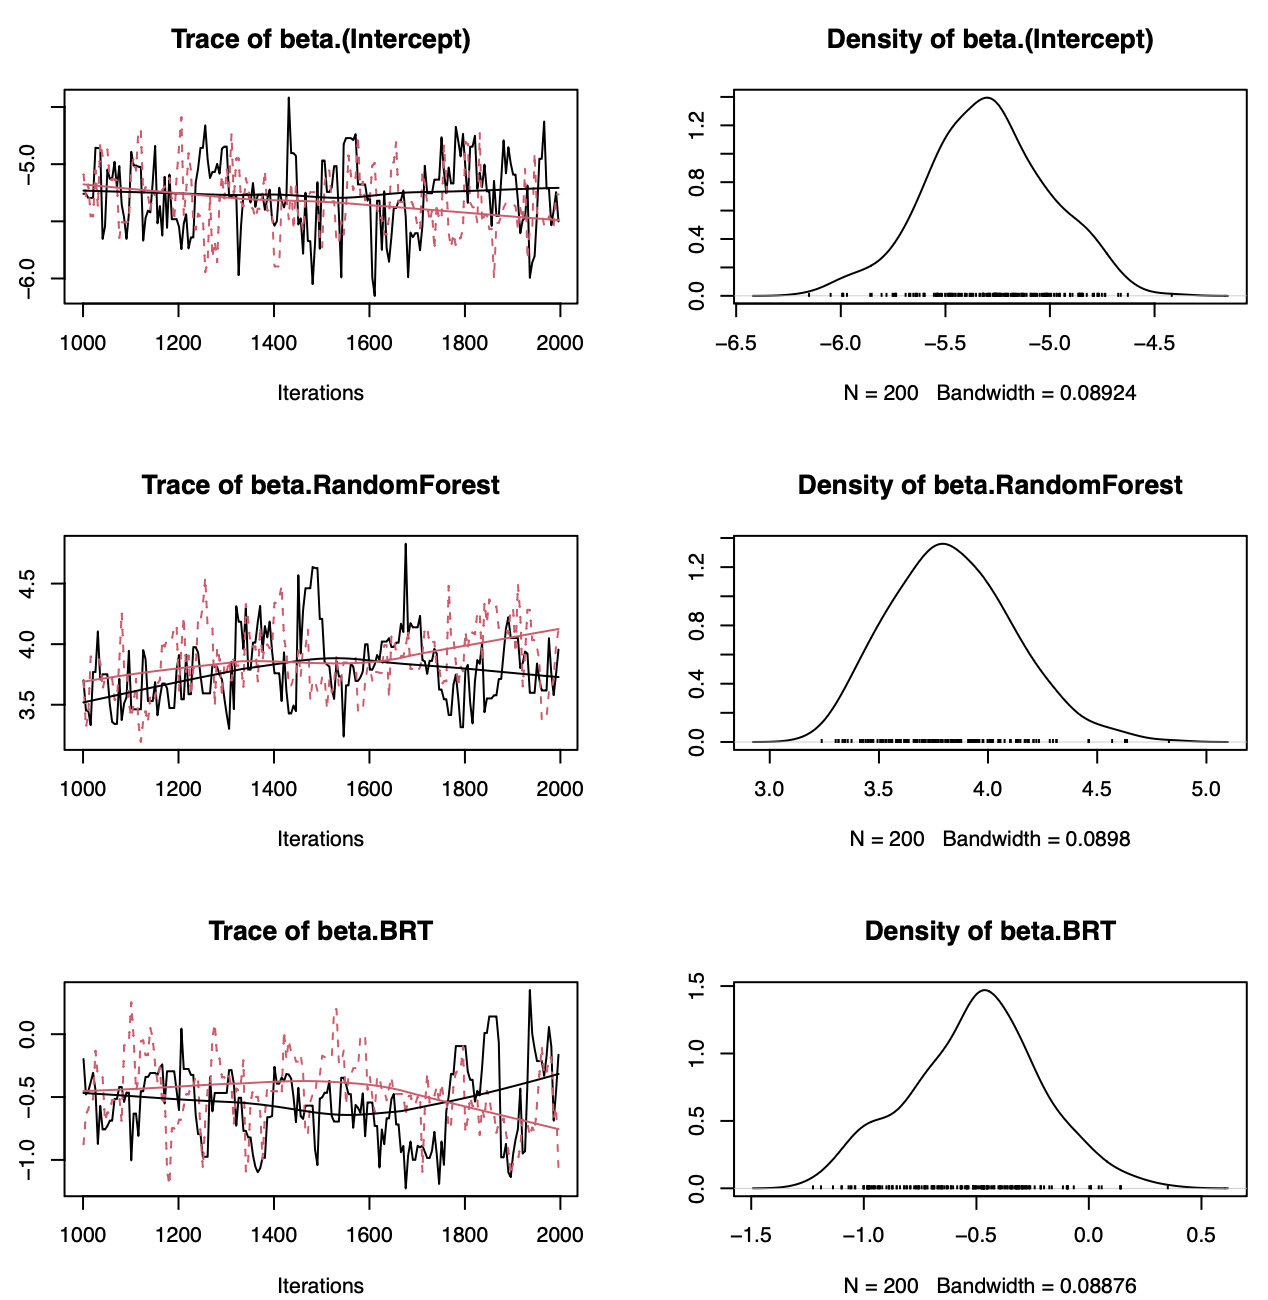 Trace of beta.(Intercept)
−5.0
−6.0
1000 1200 1400 1600 1800 2000
Iterations
Density of beta.(Intercept)
1.2
0.8
0.4
0.0
−6.5 −6.0 −5.5 −5.0 −4.5
N = 200 Bandwidth = 0.08924
Trace of beta.RandomForest
4.5
4.0
3.5
1000 1200 1400 1600 1800 2000
Iterations
Density of beta.RandomForest
1.2
0.8
0.4
0.0
3.0 3.5 4.0 4.5 5.0
N = 200 Bandwidth = 0.0898
Trace of beta.BRT
0.0
−0.5
−1.0
1000 1200 1400 1600 1800 2000
Iterations
Density of beta.BRT
1.5
1.0
0.5
0.0
−1.5 −1.0 −0.5 0.0 0.5
N = 200 Bandwidth = 0.08876